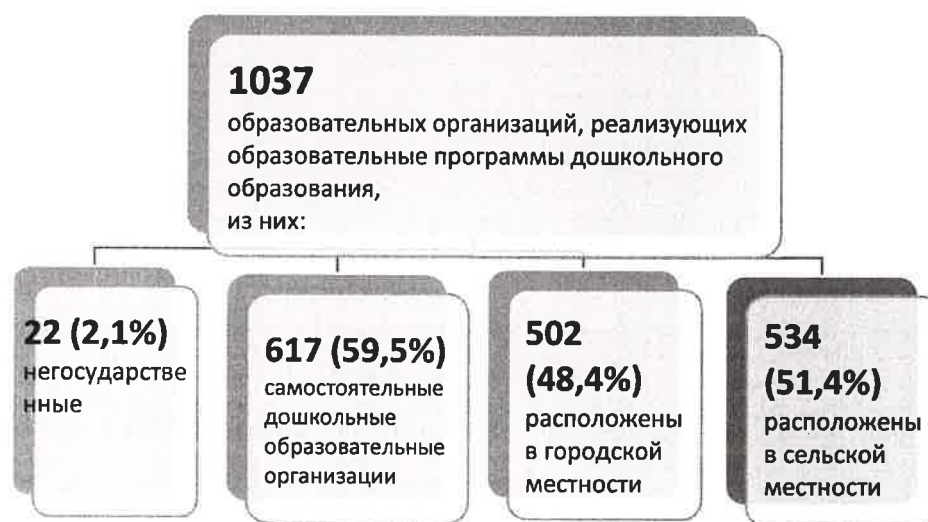 1037
образовательных организаций, реализующих
образовательные программы дошкольного
образования,
из них:
22 (2,1%)
негосударстве
нные
617 (59,5%)
самостоятельные
дошкольные
образовательные
организации
502
(48,4%)
расположены
в городской
местности
534
(51,4%)
расположены
в сельской
местности